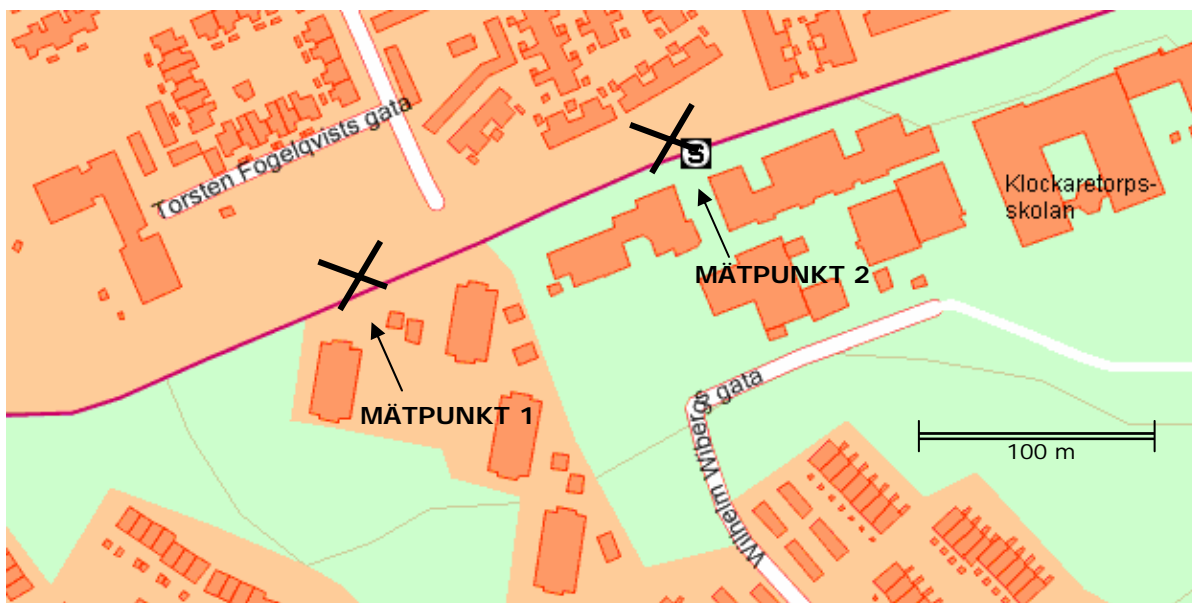 Torsten Fogelqvists gata
S
Klockaretorps-
skolan
MÄTPUNKT 2
MÄTPUNKT 1
Wilhelm Wibergs gata
100 m